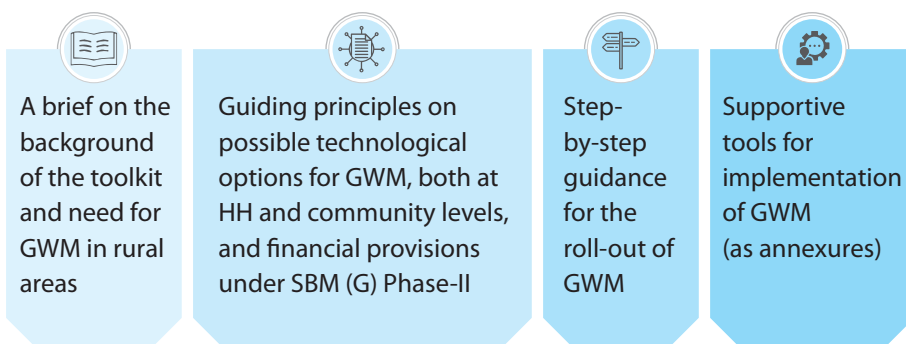 A brief on the
background
of the toolkit
and need for
GWM in rural
areas
Guiding principles on
possible technological
options for GWM, both at
HH and community levels,
and financial provisions
under SBM (G) Phase-II
Step-
by-step
guidance
for the
roll-out of
GWM
Supportive
tools for
implementation
of GWM
(as annexures)